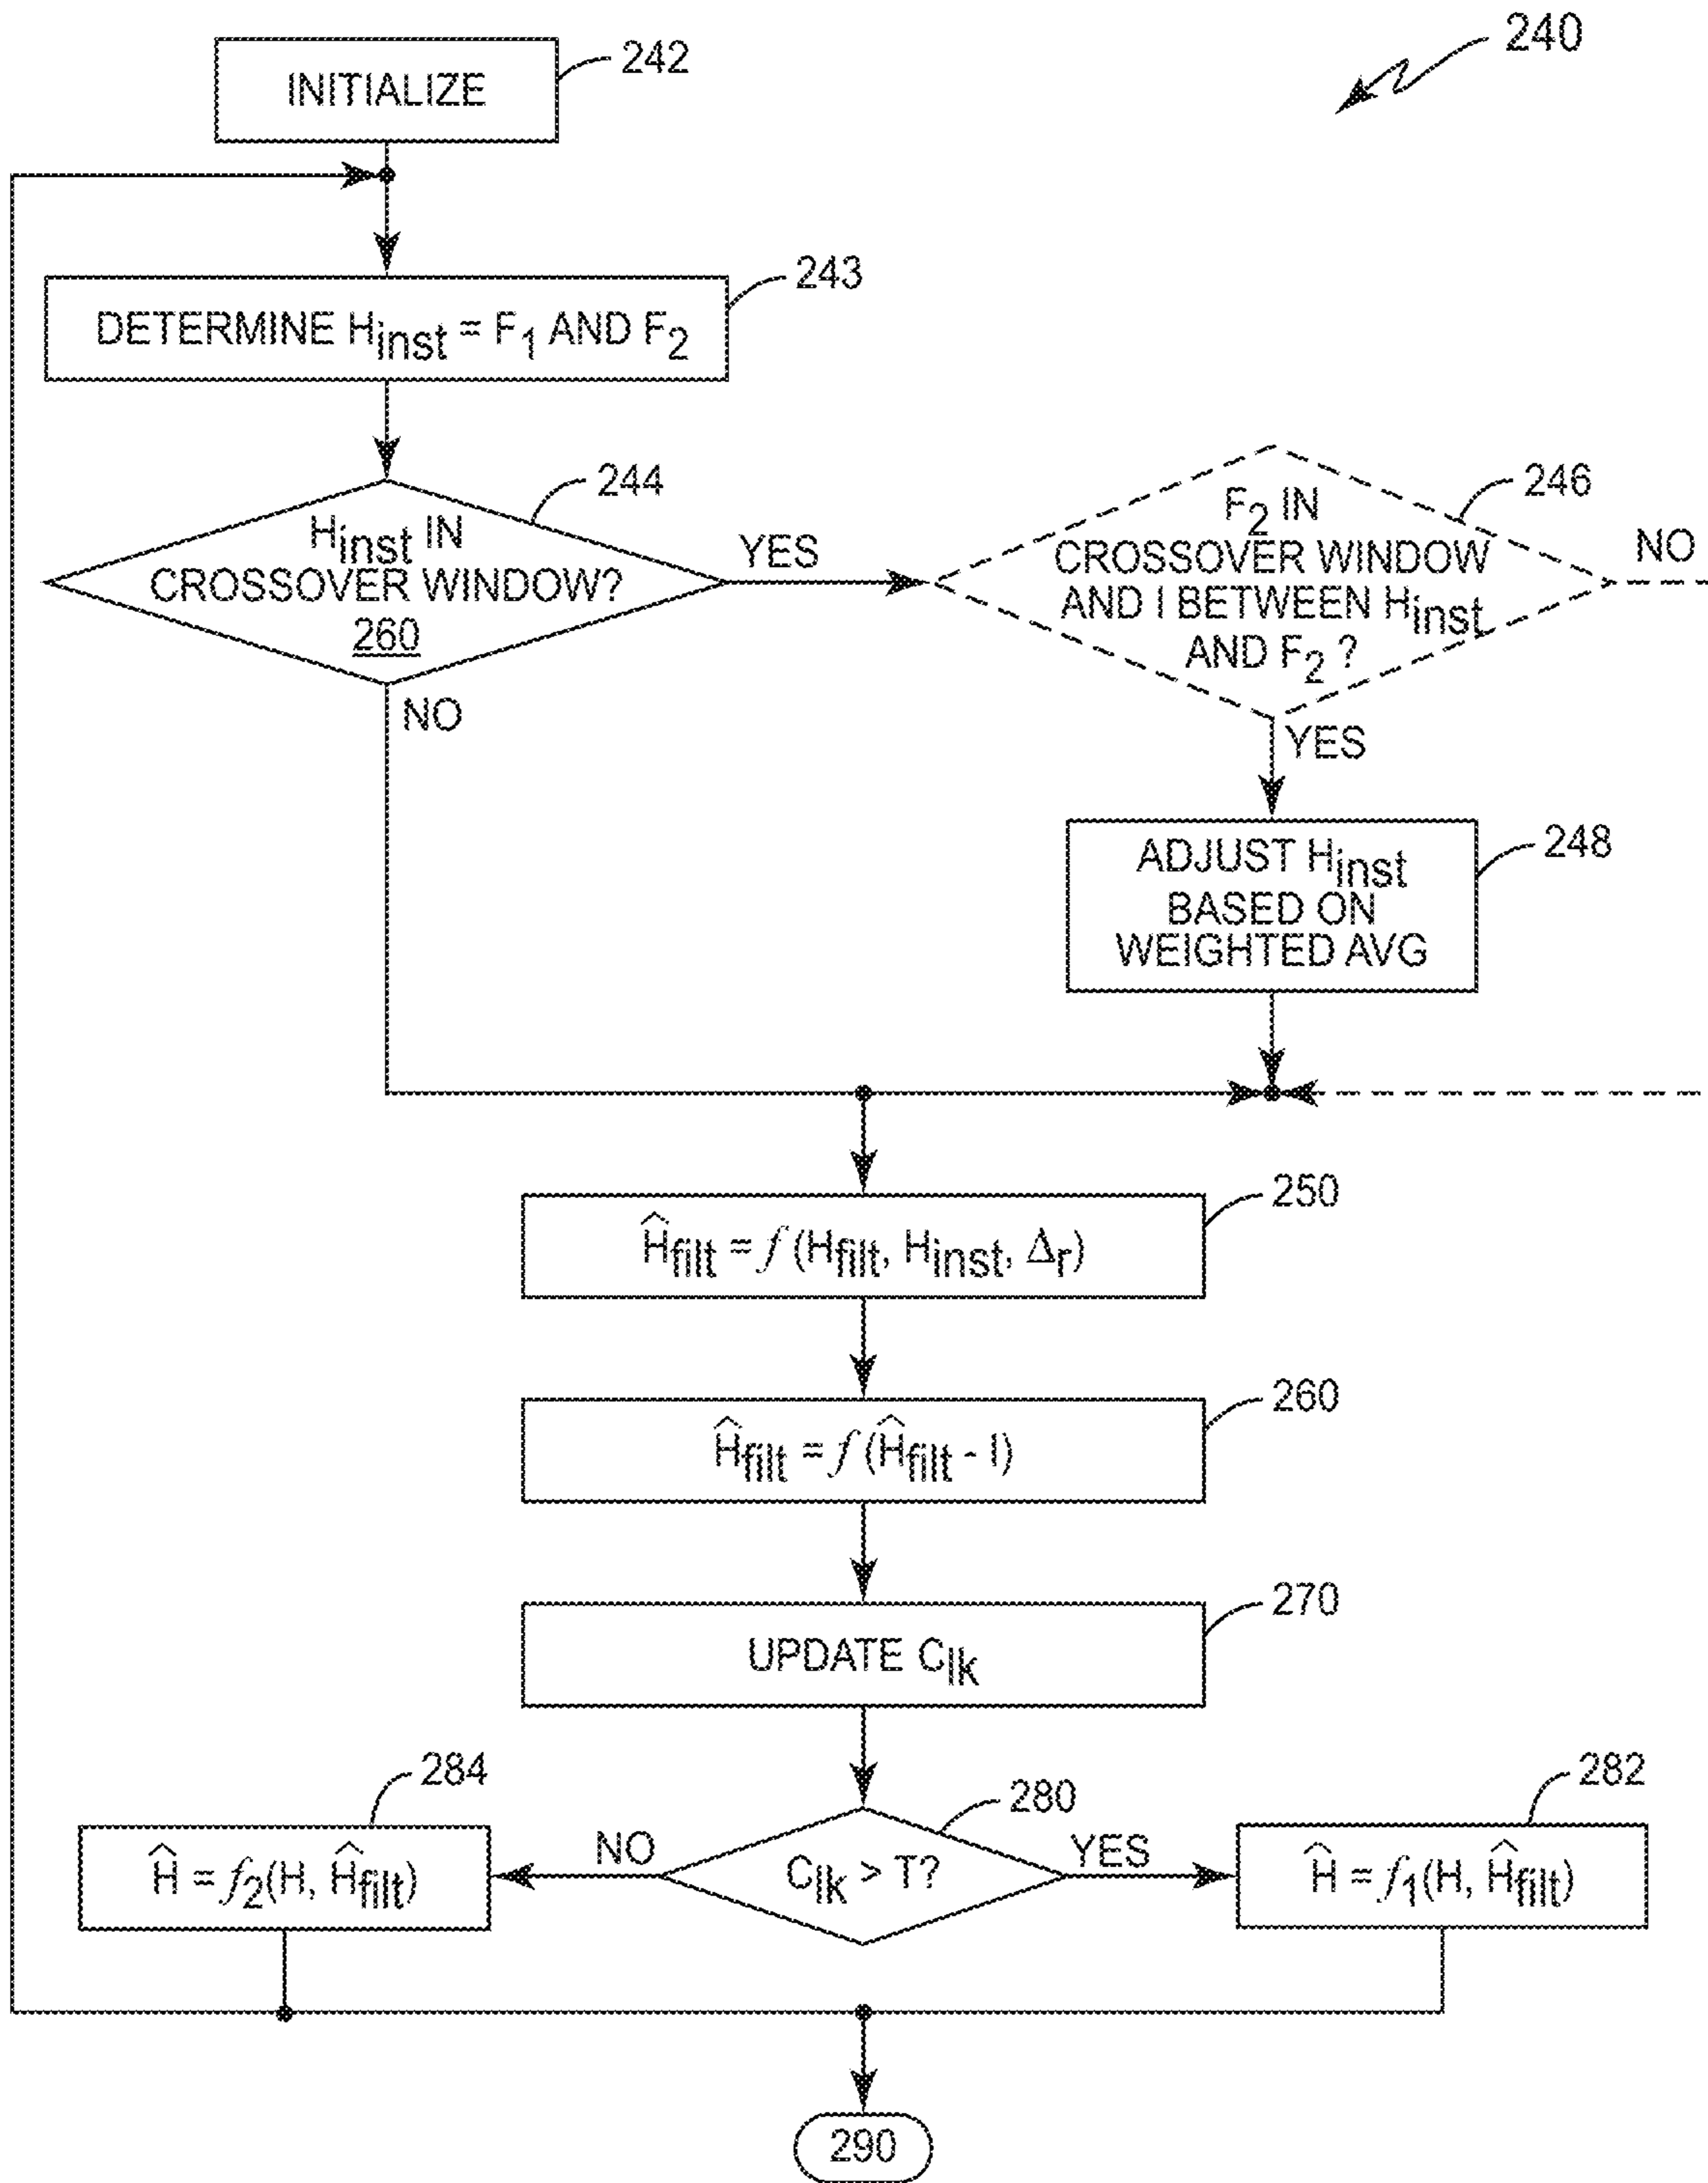 240
242
INITIALIZE
243
DETERMINE Hinst = F1 AND F2
244
Hinst IN
CROSSOVER WINDOW?
260
YES
NO
246
F2 IN
CROSSOVER WINDOW
AND I BETWEEN Hinst
AND F2 ?
NO
YES
248
ADJUST Hinst
BASED ON
WEIGHTED AVG
250
Ĥfilt = f (Hfilt, Hinst, Δr)
260
Ĥfilt = f (Ĥfilt - I)
270
UPDATE Clk
280
Clk > T?
NO
YES
284
Ĥ = f2(H, Ĥfilt)
282
Ĥ = f1(H, Ĥfilt)
290